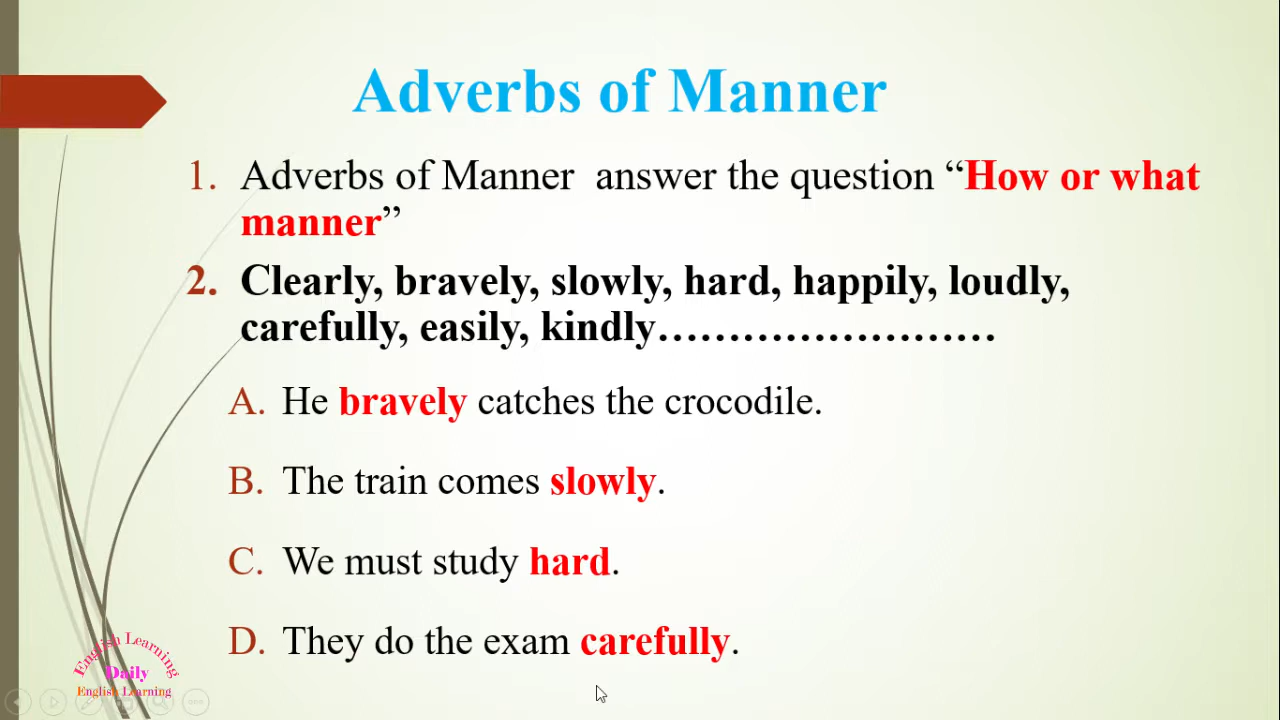 Adverbs of Manner
1. Adverbs of Manner  answer the question “How or what
manner”
2. Clearly, bravely, slowly, hard, happily, loudly,
carefully, easily, kindly……………………
A. He bravely catches the crocodile.
B. The train comes slowly.
C. We must study hard.
D. They do the exam carefully.
English Learning
Daily
English Learning